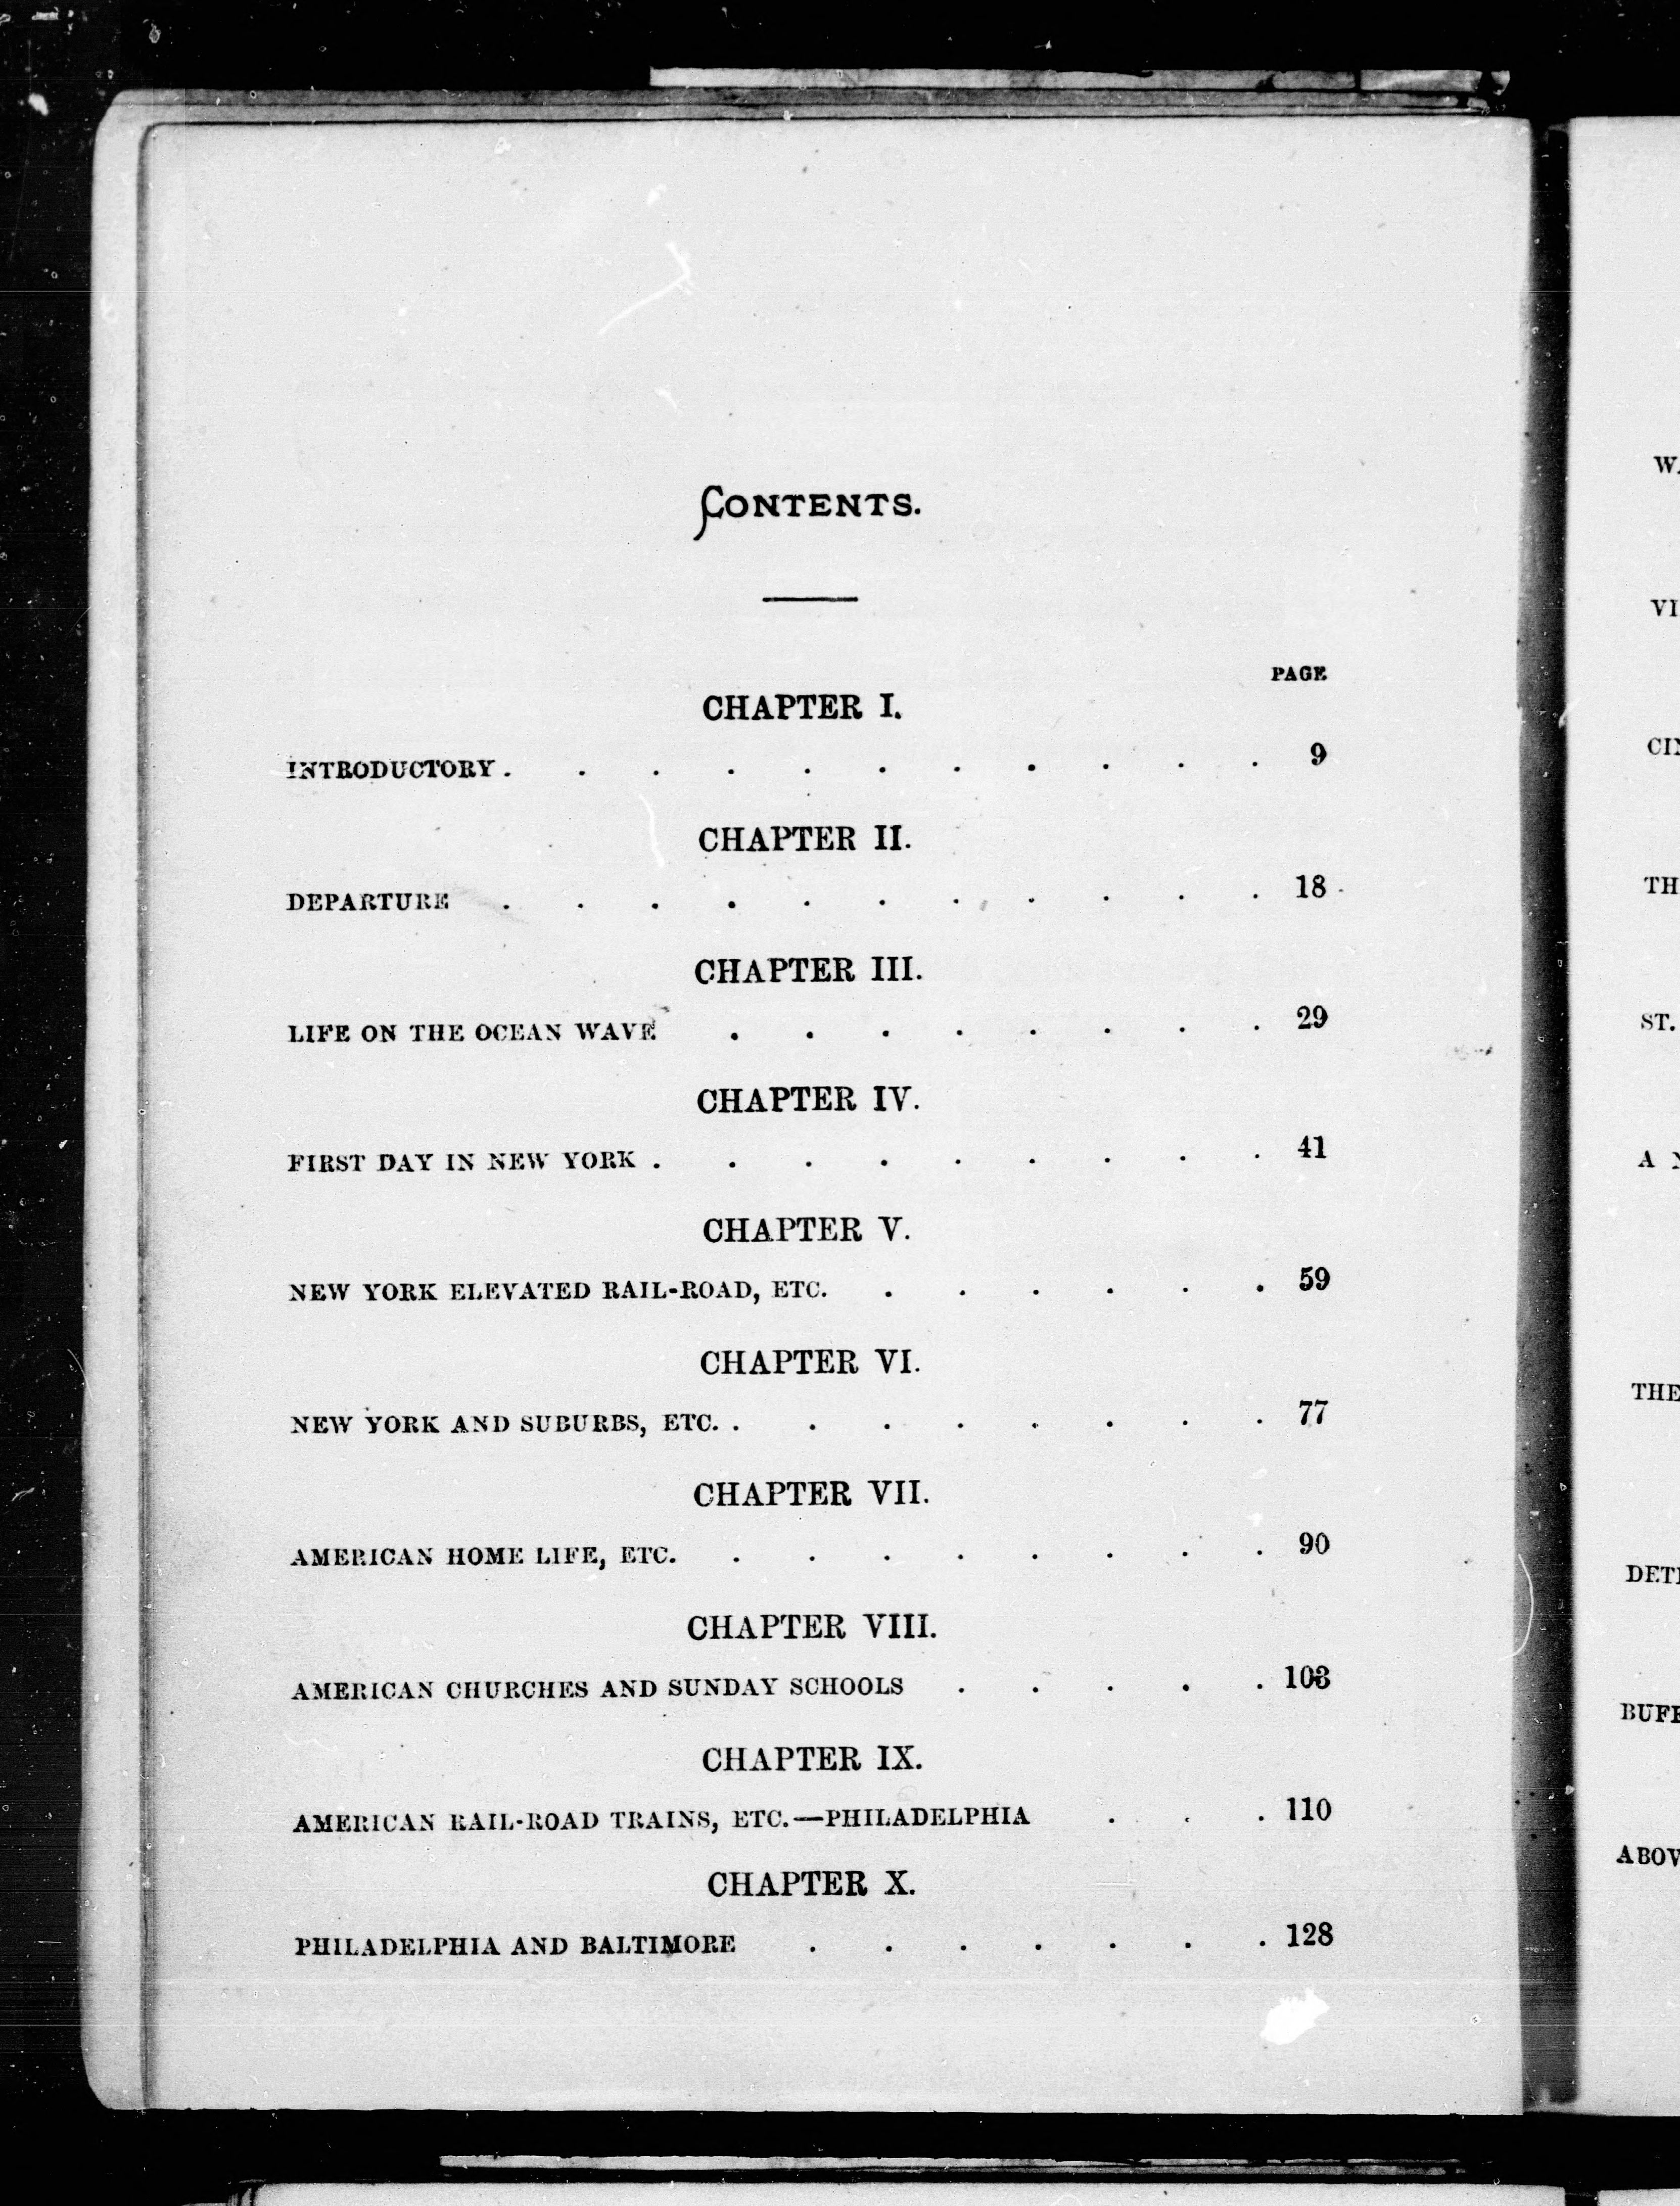 CONTENTS.
PAGE
CHAPTER I.
INTRODUCTORY . . . . . . . . . . . 9
CHAPTER II.
DEPARTURE . . . . . . . . . . . 18
CHAPTER III.
LIFE ON THE OCEAN WAVE . . . . . . . . 29
CHAPTER IV.
FIRST DAY IN NEW YORK . . . . . . . . . 41
CHAPTER V.
NEW YORK ELEVATED RAIL-ROAD, ETC. . . . . . . 59
CHAPTER VI.
NEW YORK AND SUBURBS, ETC. . . . . . . . . 77
CHAPTER VII.
AMERICAN HOME LIFE, ETC. . . . . . . . . 90
CHAPTER VIII.
AMERICAN CHURCHES AND SUNDAY SCHOOLS . . . . . 103
CHAPTER IX.
AMERICAN RAIL-ROAD TRAINS, ETC.—PHILADELPHIA . . . 110
CHAPTER X.
PHILADELPHIA AND BALTIMORE . . . . . . . 128
ST.
A
THE